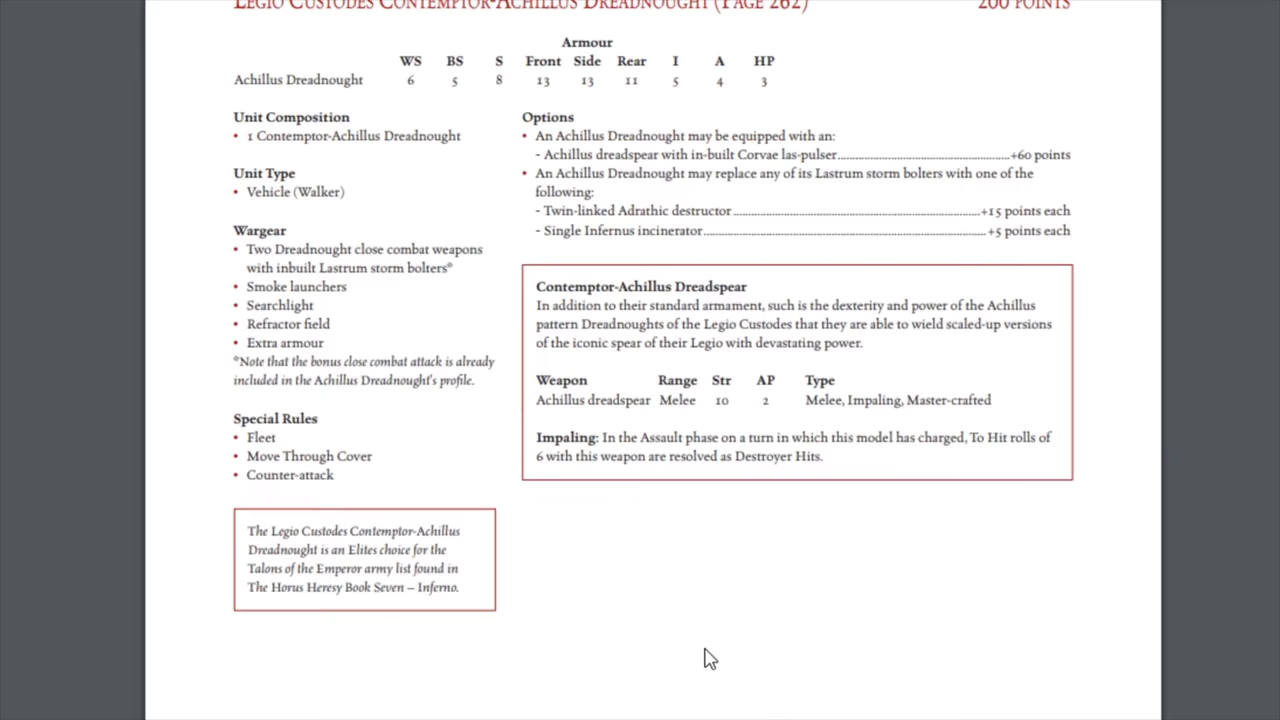 LEGIO CUSTODES CONTEMPTOR-ACHILLUS DREADNOUGHT (PAGE 262) 200 POINTS
Armour
WS BS S Front Side Rear I A HP
Achillus Dreadnought 6 5 8 13 13 11 5 4 3
Unit Composition
• 1 Contemptor-Achillus Dreadnought
Unit Type
• Vehicle (Walker)
Wargear
• Two Dreadnought close combat weapons
with inbuilt Lastrum storm bolters*
• Smoke launchers
• Searchlight
• Refractor field
• Extra armour
*Note that the bonus close combat attack is already
included in the Achillus Dreadnought's profile.
Special Rules
• Fleet
• Move Through Cover
• Counter-attack
The Legio Custodes Contemptor-Achillus
Dreadnought is an Elites choice for the
Talons of the Emperor army list found in
The Horus Heresy Book Seven – Inferno.
Options
• An Achillus Dreadnought may be equipped with an:
- Achillus dreadspear with in-built Corvae las-pulser...+60 points
• An Achillus Dreadnought may replace any of its Lastrum storm bolters with one of the
following:
- Twin-linked Adrathic destructor...+15 points each
- Single Infernus incinerator...+5 points each
Contemptor-Achillus Dreadspear
In addition to their standard armament, such is the dexterity and power of the Achillus
pattern Dreadnoughts of the Legio Custodes that they are able to wield scaled-up versions
of the iconic spear of their Legio with devastating power.
Weapon Range Str AP Type
Achillus dreadspear Melee 10 2 Melee, Impaling, Master-crafted
Impaling: In the Assault phase on a turn in which this model has charged, To Hit rolls of
6 with this weapon are resolved as Destroyer Hits.